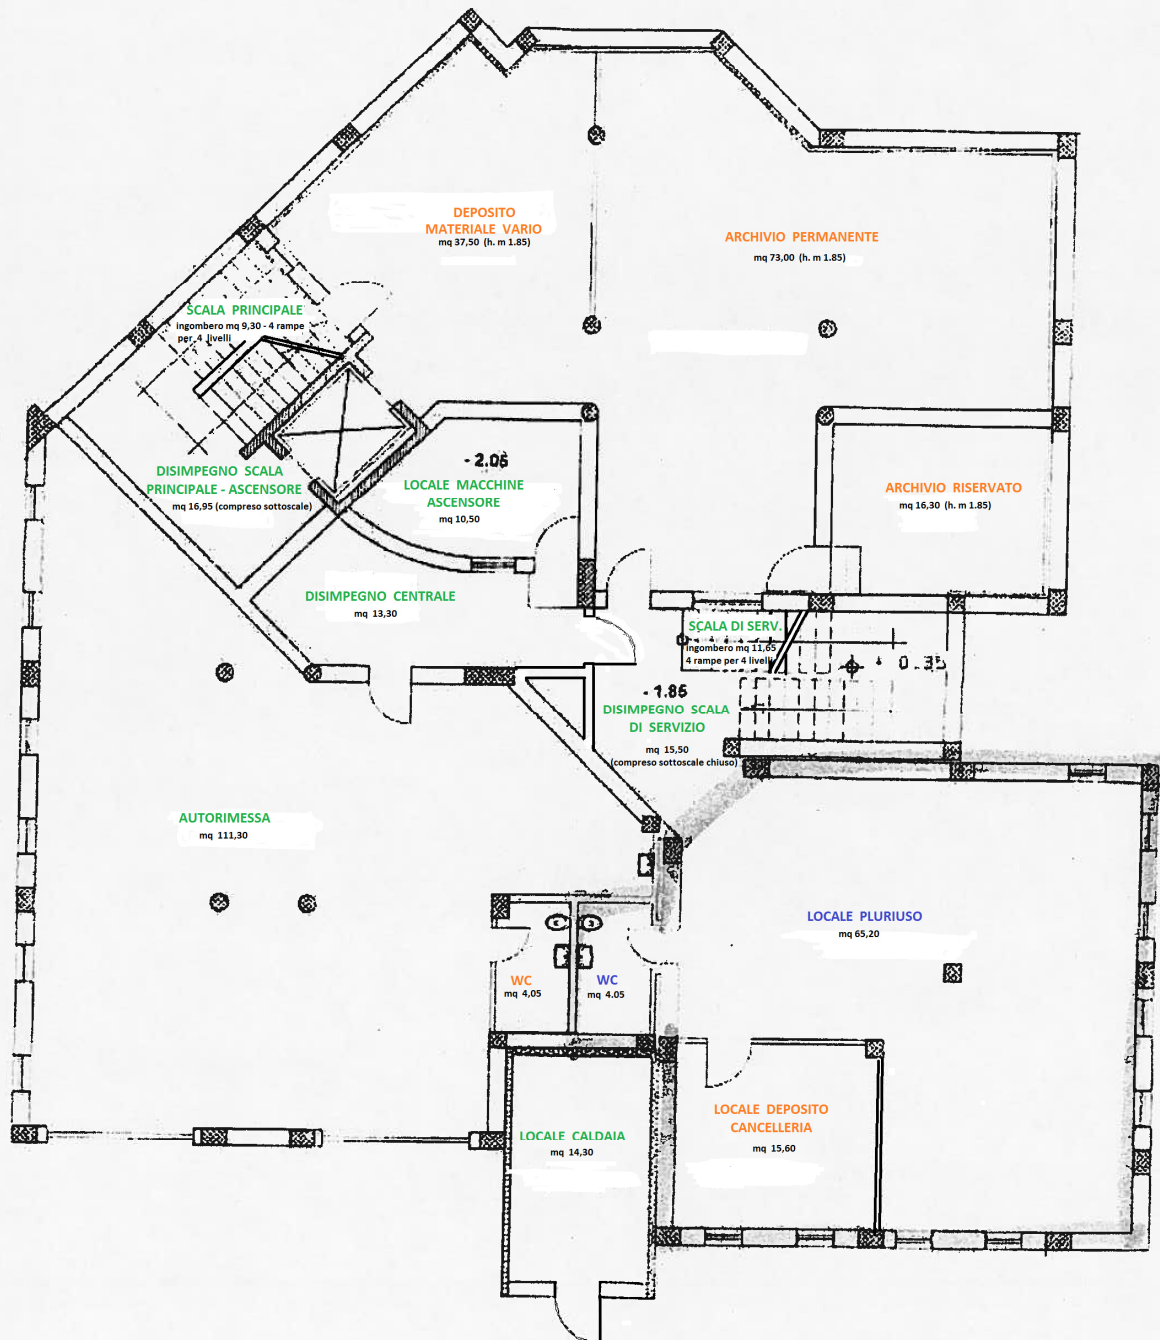 DEPOSITO
MATERIALE VARIO
mq 37,50 (h. m 1.85)
ARCHIVIO PERMANENTE
mq 73,00 (h. m 1.85)
SCALA PRINCIPALE
ingombero mq 9,30 - 4 rampe
per 4 livelli
- 2.05
DISIMPEGNO SCALA
PRINCIPALE - ASCENSORE
mq 16,95 (compreso sottoscale)
LOCALE MACCHINE
ASCENSORE
mq 10,50
ARCHIVIO RISERVATO
mq 16,30 (h. m 1.85)
DISIMPEGNO CENTRALE
mq 13,30
SCALA DI SERV.
ingombero mq 11,65
4 rampe per 4 livelli
0.35
- 1.85
DISIMPEGNO SCALA
DI SERVIZIO
mq 15,50
(compreso sottoscale chiuso)
AUTORIMESSA
mq 111,30
LOCALE PLURIUSO
mq 65,20
WC
mq 4,05
WC
mq 4.05
LOCALE DEPOSITO
CANCELLERIA
mq 15,60
LOCALE CALDAIA
mq 14,30